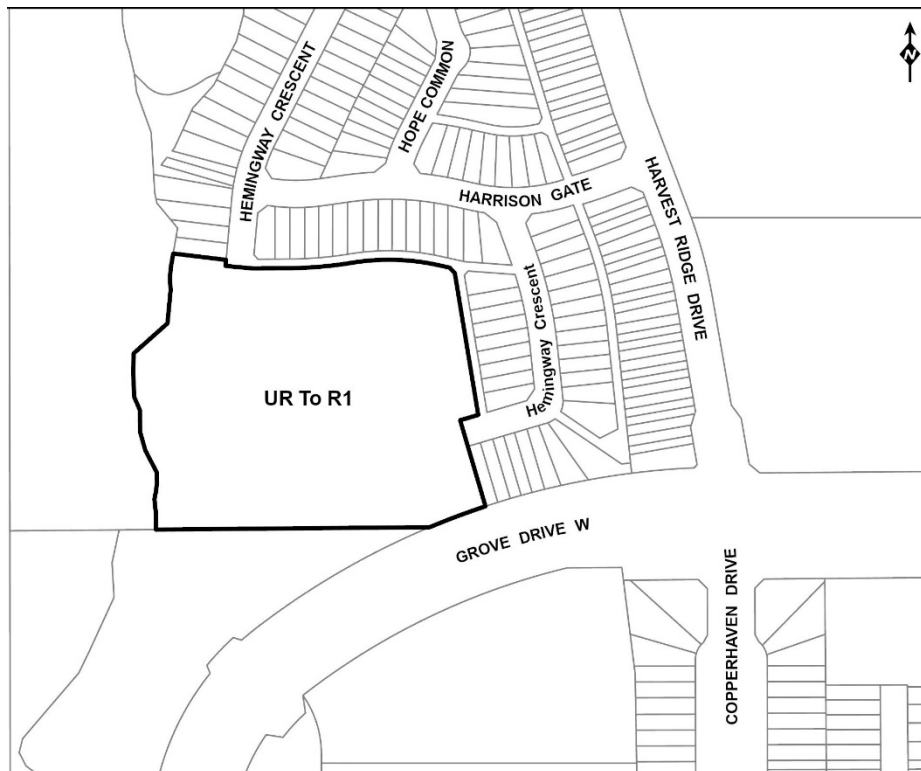 N
HEMINGWAY CRESCENT
HOPE COMMON
HARRISON GATE
HARVEST RIDGE DRIVE
Hemingway Crescent
UR To R1
GROVE DRIVE W
COPPERHAVEN DRIVE